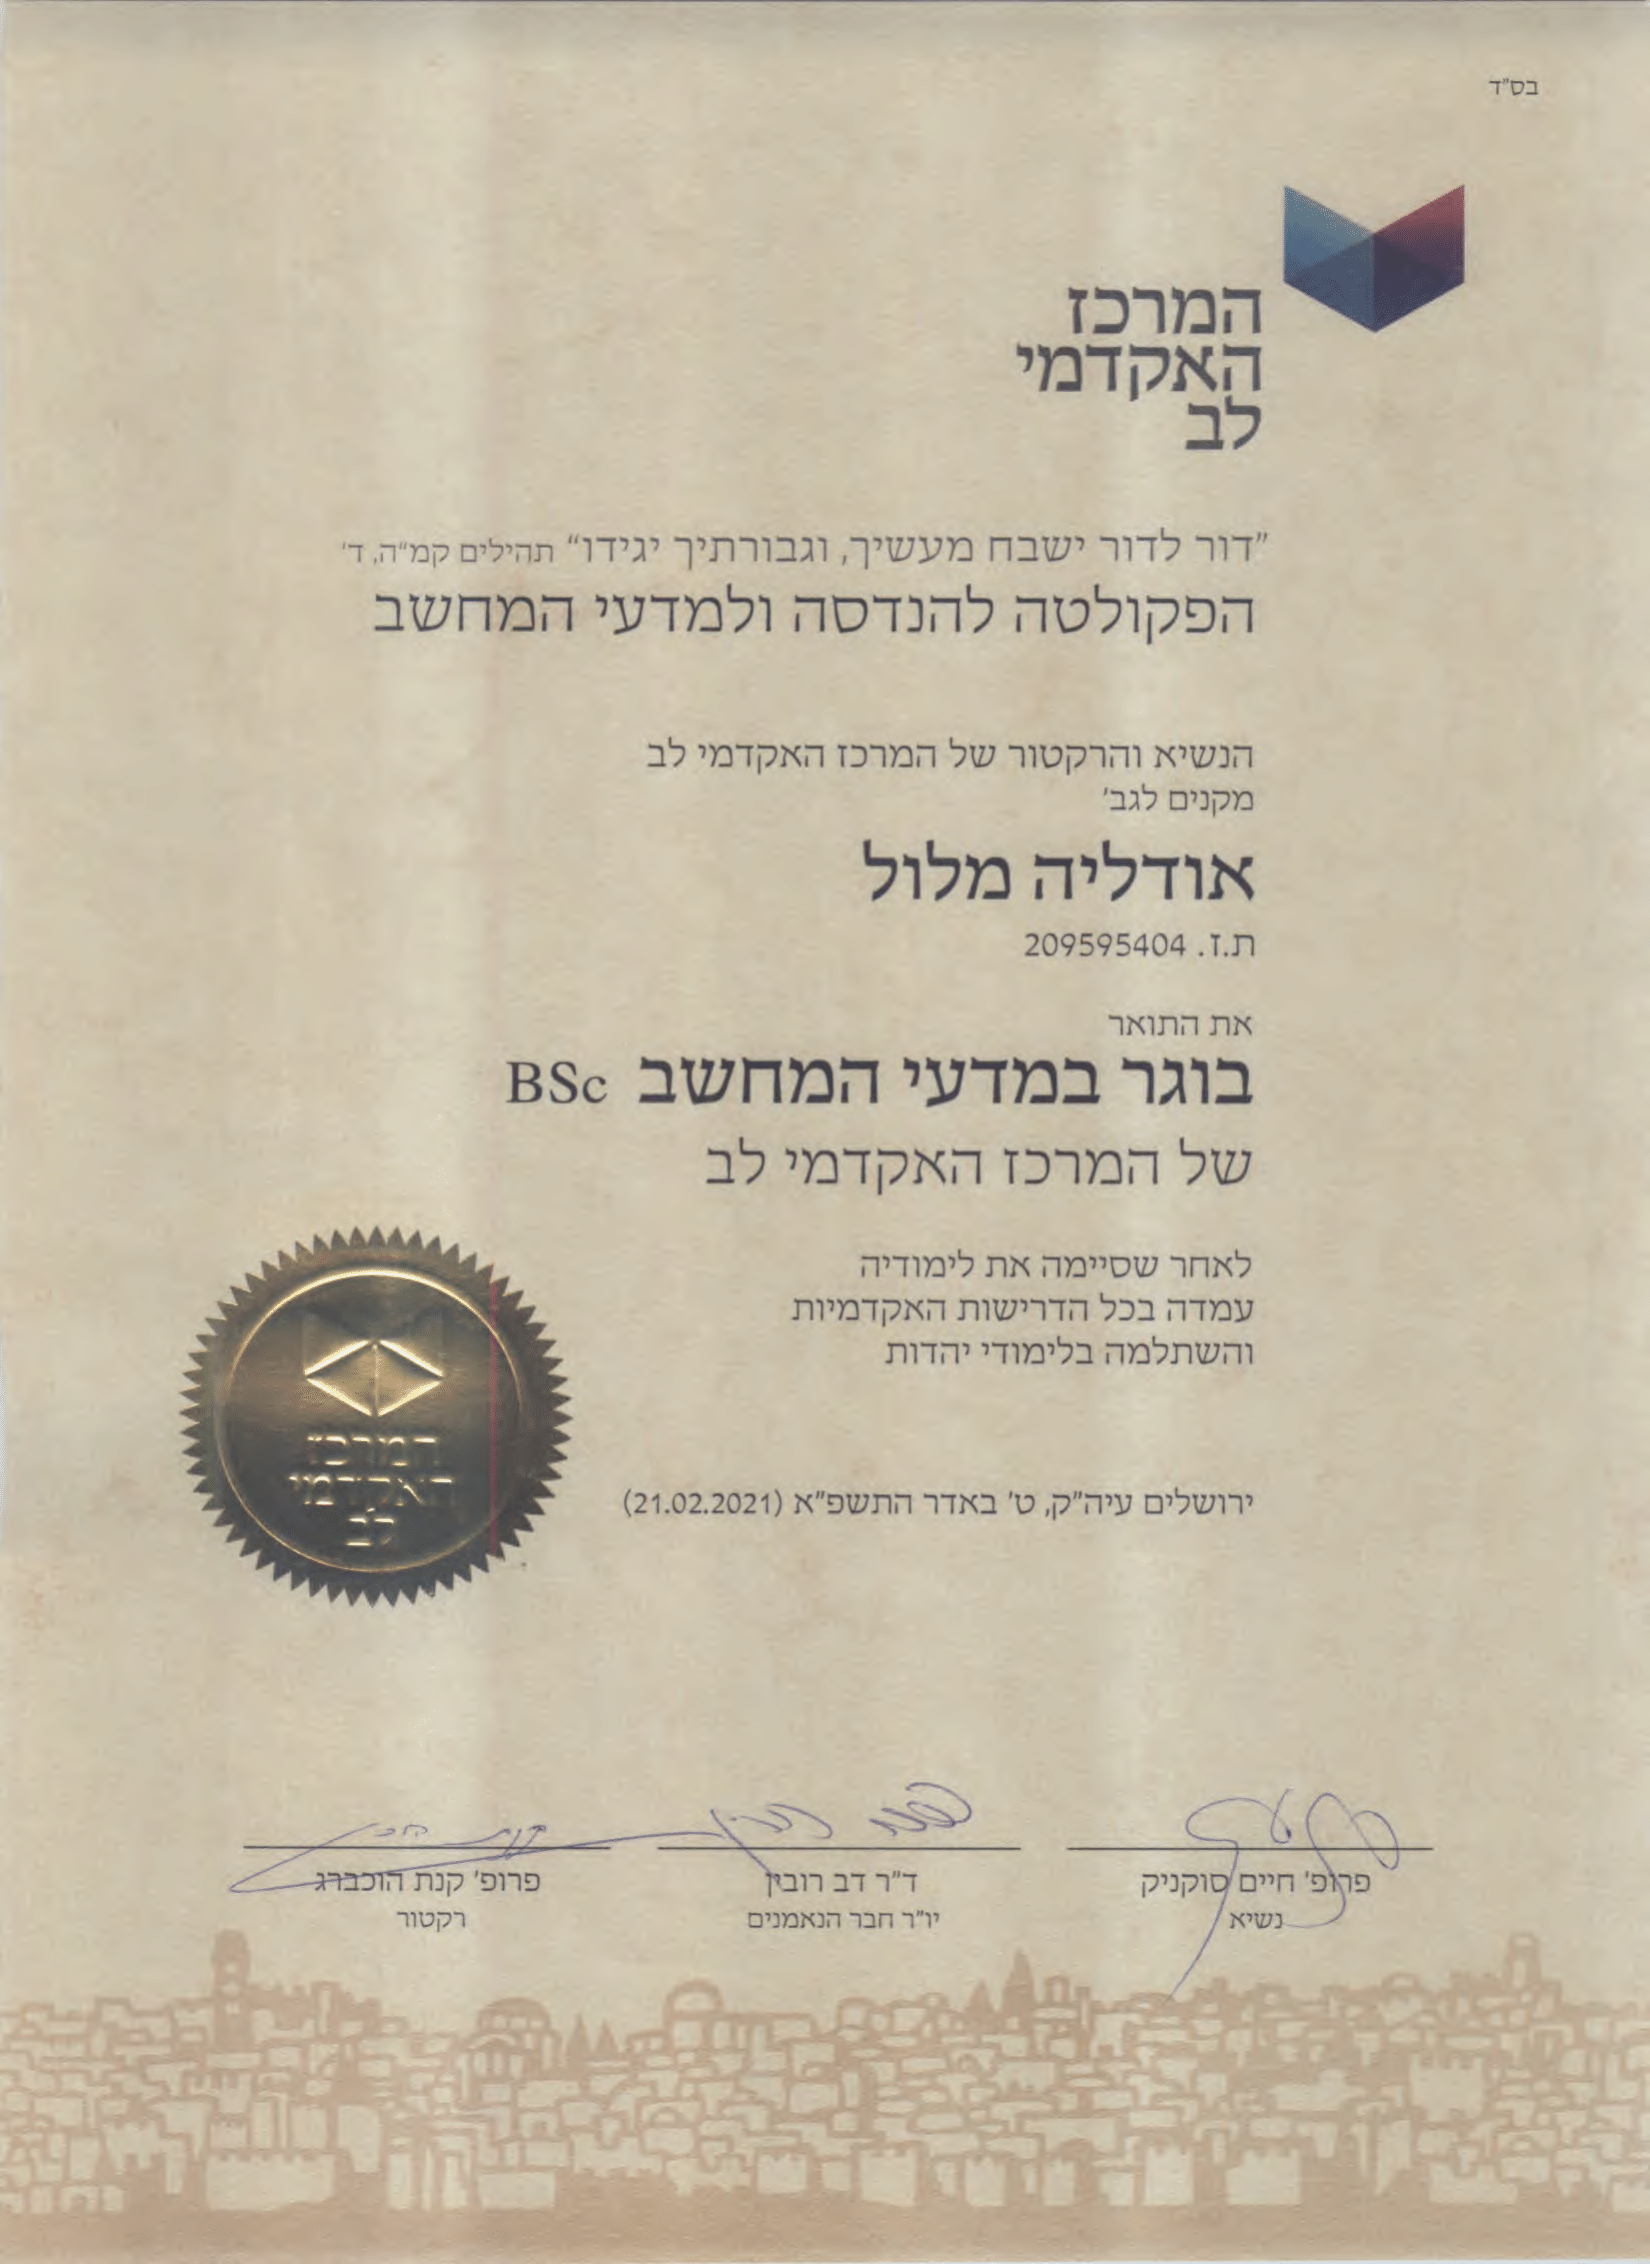 בס"ד
המרכז
האקדמי
לב
"דור לדור ישבח מעשיך, וגבורתיך יגידו" תהילים קמ"ה, ד'
הפקולטה להנדסה ולמדעי המחשב
הנשיא והרקטור של המרכז האקדמי לב
מקנים לגב'
אודליה מלול
ת.ז. 209595404
את התואר
בוגר במדעי המחשב BSc
של המרכז האקדמי לב
לאחר שסיימה את לימודיה
עמדה בכל הדרישות האקדמיות
והשתלמה בלימודי יהדות
המרכז
האקדמי
לב
ירושלים עיה"ק, ט' באדר התשפ"א (21.02.2021)
פרופ' חיים סוקניק
נשיא
ד"ר דב רובין
יו"ר חבר הנאמנים
פרופ' קנת הוכברג
רקטור